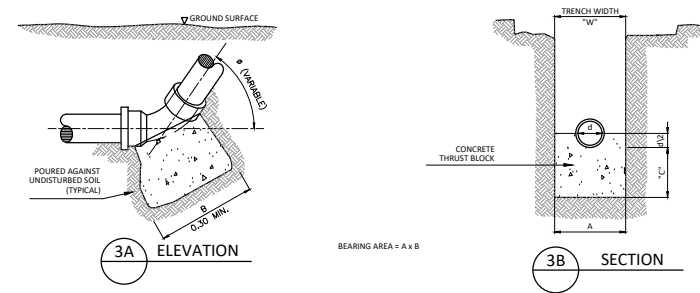 GROUND SURFACE
ø (VARIABLE)
POURED AGAINST
UNDISTURBED SOIL
(TYPICAL)
B
0.30 MIN.
3A ELEVATION
BEARING AREA = A x B
TRENCH WIDTH
"W"
d
d\2
CONCRETE
THRUST BLOCK
"C"
A
3B SECTION